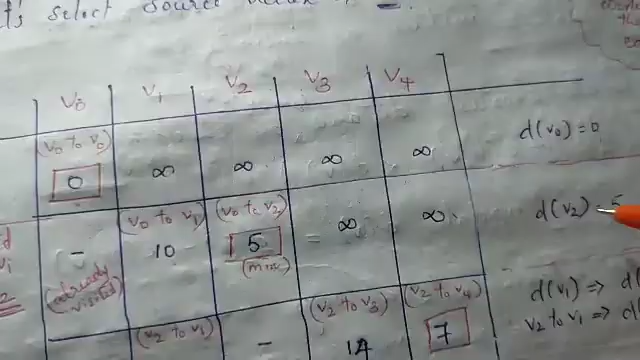 select source
V0 V1 V2 V3 V4
(V0 to V0)
0 ∞ ∞ ∞ ∞ d(V0) = 0
(V0 to V1) (V0 to V2)
- 10 5 ∞ ∞ d(V2) = 5
(already visited) (min)
(V2 to V1) (V2 to V3) (V2 to V4) d(V1) ⇒ d(
- 14 7 V2 to V1 ⇒ d(